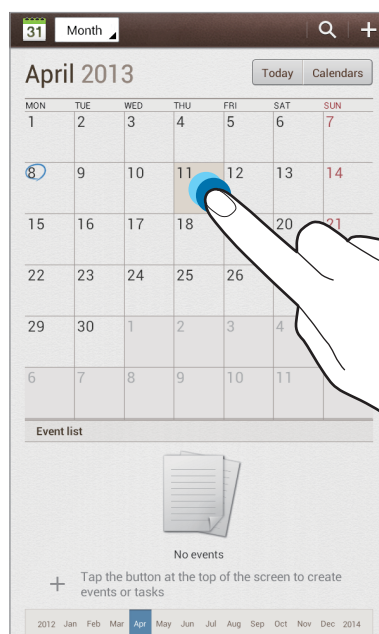 31 Month
April 2013 Today Calendars
MON TUE WED THU FRI SAT SUN
1 2 3 4 5 6 7
8 9 10 11 12 13 14
15 16 17 18 20 21
22 23 24 25 26
29 30 1 2 3 4
6 7 8 9 10 11
Event list
No events
Tap the button at the top of the screen to create
events or tasks
2012 Jan Feb Mar Apr May Jun Jul Aug Sep Oct Nov Dec 2014